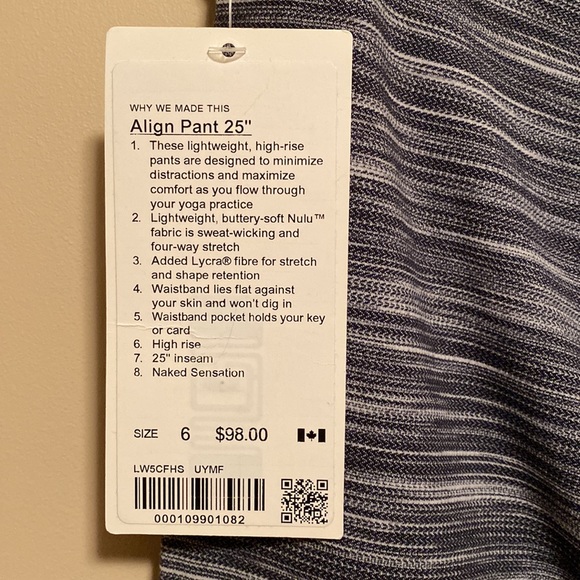 WHY WE MADE THIS
Align Pant 25"
1. These lightweight, high-rise
pants are designed to minimize
distractions and maximize
comfort as you flow through
your yoga practice
2. Lightweight, buttery-soft Nulu™
fabric is sweat-wicking and
four-way stretch
3. Added Lycra® fibre for stretch
and shape retention
4. Waistband lies flat against
your skin and won't dig in
5. Waistband pocket holds your key
or card
6. High rise
7. 25" inseam
8. Naked Sensation
SIZE 6 $98.00
LW5CFHS UYMF
000109901082